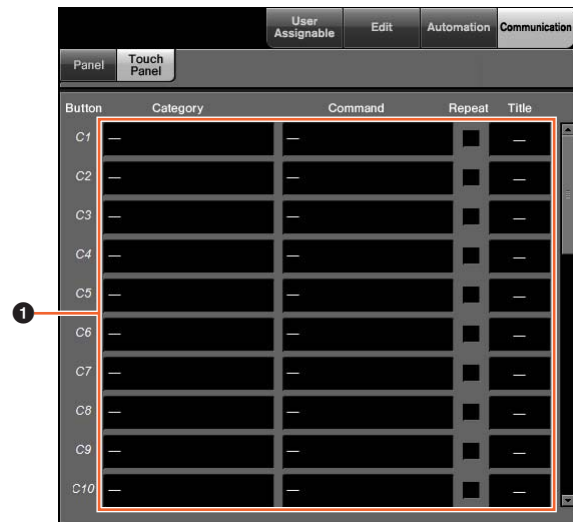 User Assignable Edit Automation Communication
Panel Touch Panel
Button Category Command Repeat Title
C1 — — —
C2 — — —
C3 — — —
C4 — — —
C5 — — —
1
C6 — — —
C7 — — —
C8 — — —
C9 — — —
C10 — — —